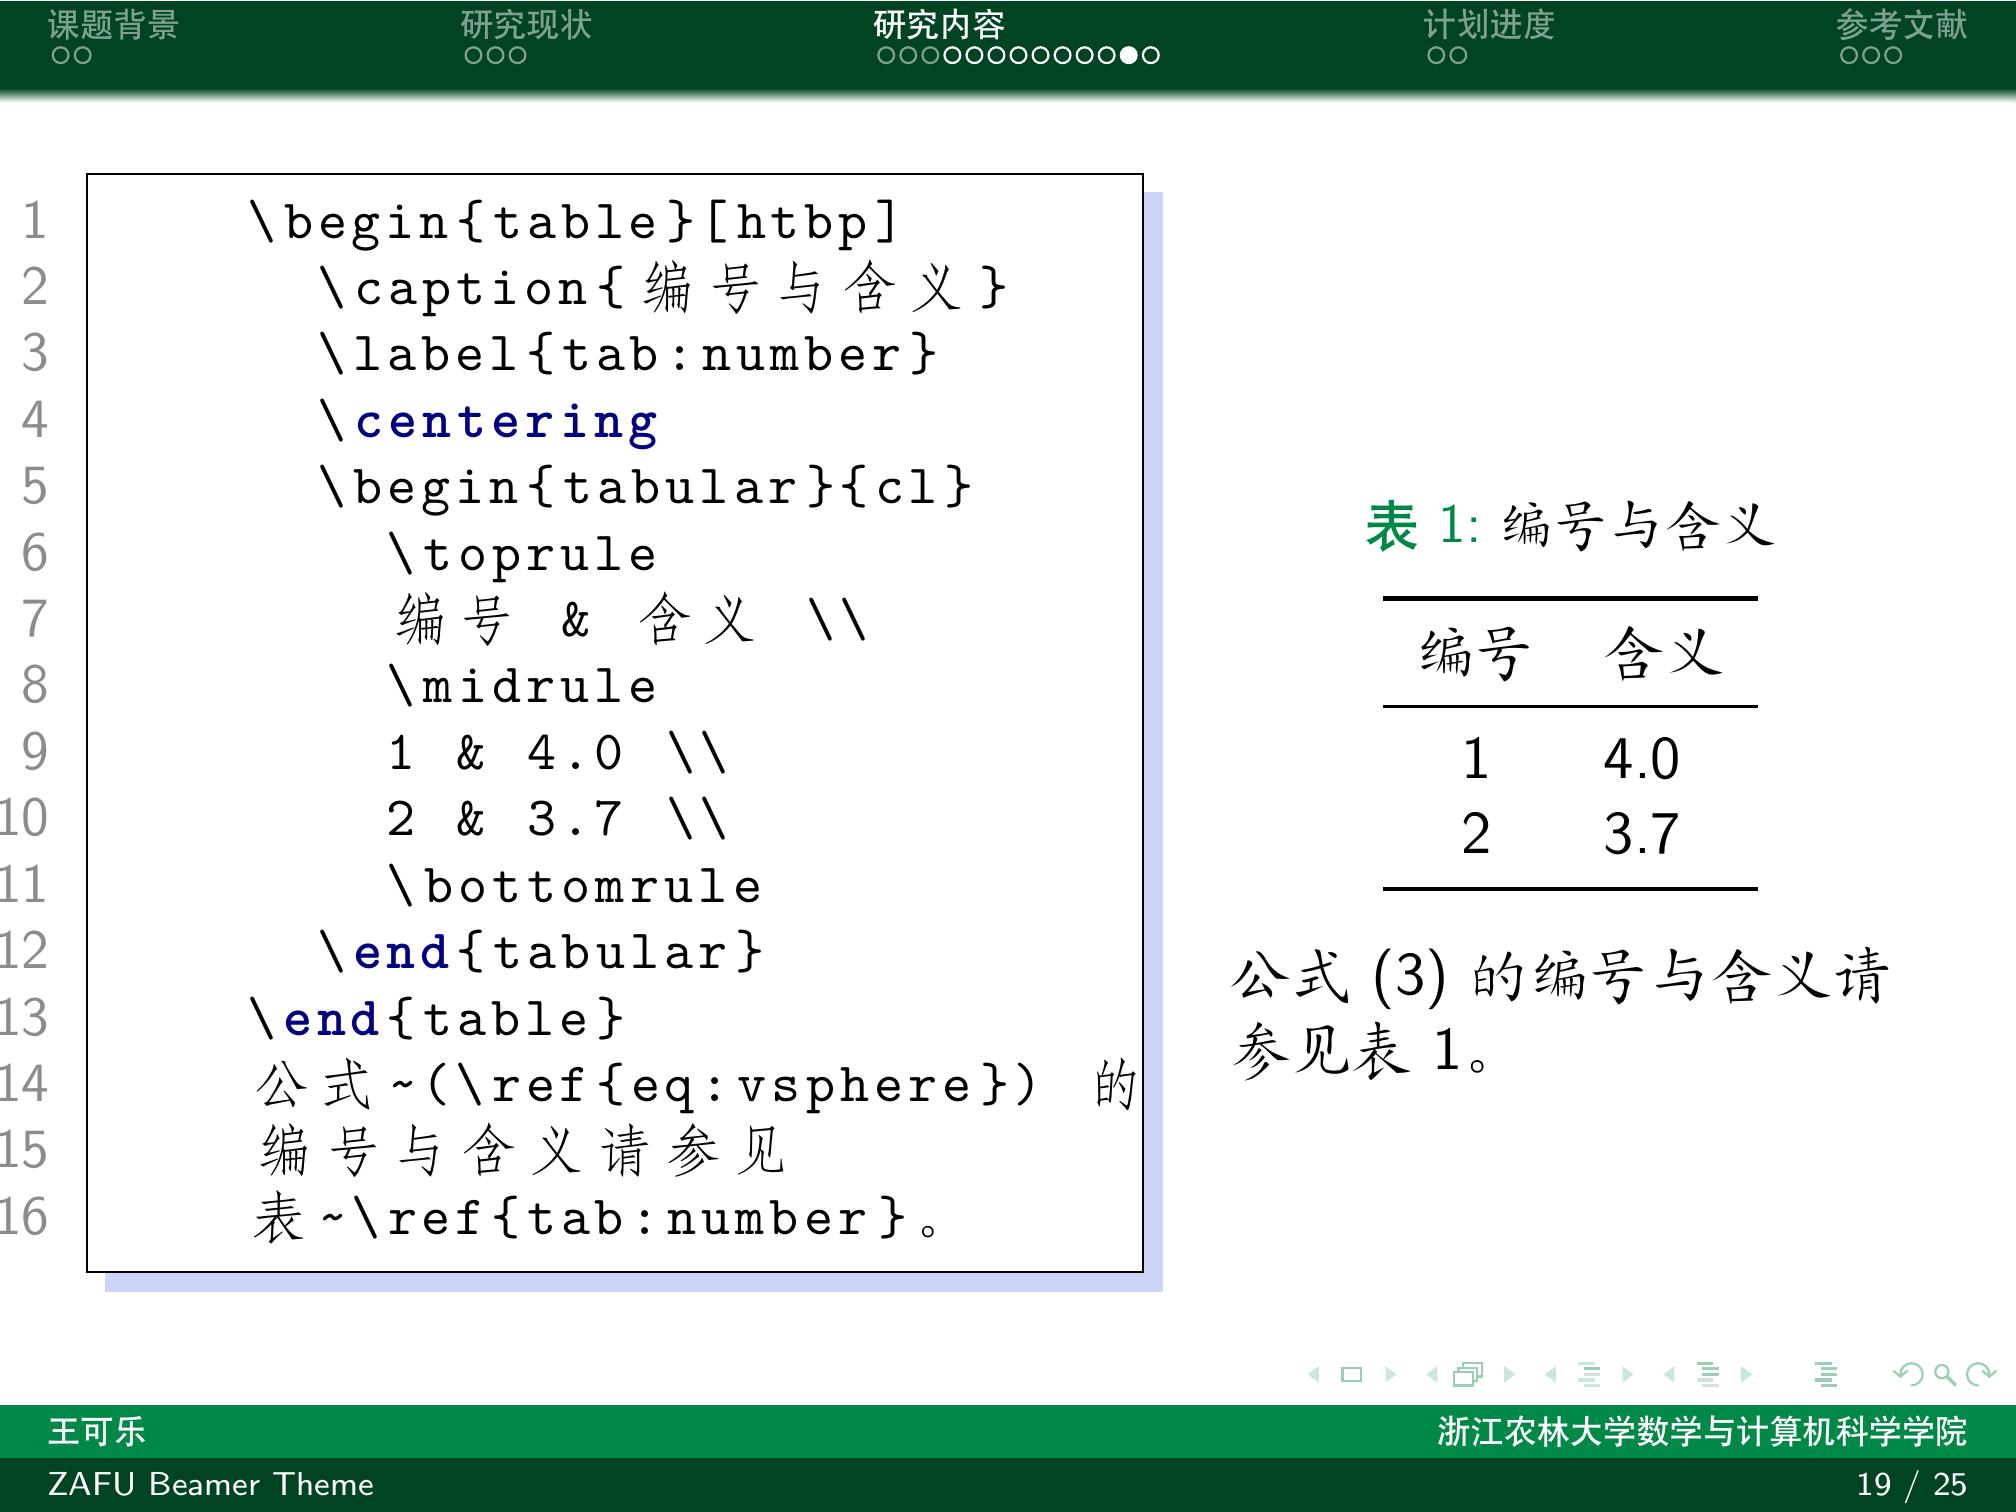 课题背景 研究现状 研究内容 计划进度 参考文献
1 \begin{table}[htbp]
2 \caption{编号与含义}
3 \label{tab:number}
4 \centering
5 \begin{tabular}{cl}
6 \toprule
7 编号 & 含义 \\
8 \midrule
9 1 & 4.0 \\
10 2 & 3.7 \\
11 \bottomrule
12 \end{tabular}
13 \end{table}
14 公式~(\ref{eq:vsphere}) 的
15 编号与含义请参见
16 表~\ref{tab:number}。
表 1: 编号与含义
编号 含义
1 4.0
2 3.7
公式 (3) 的编号与含义请
参见表 1。
王可乐 浙江农林大学数学与计算机科学学院
ZAFU Beamer Theme 19 / 25